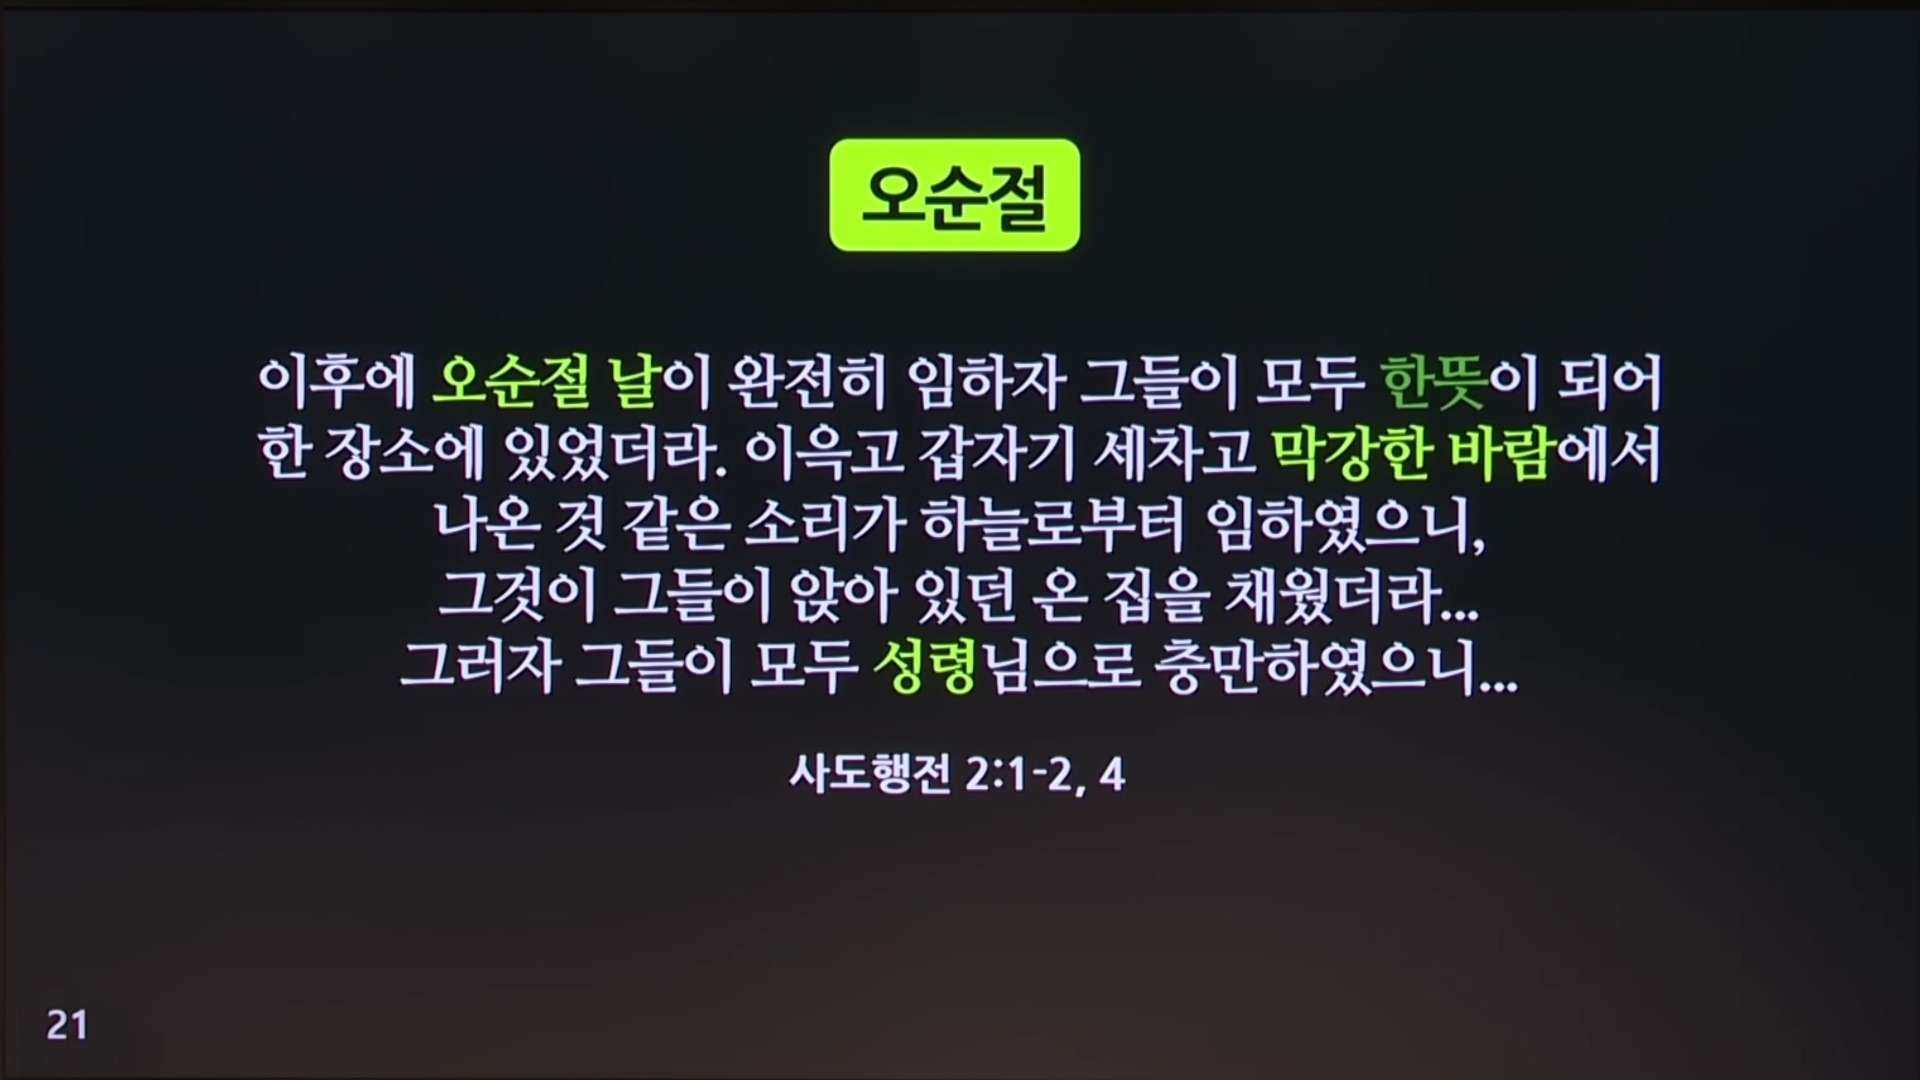 오순절
이후에 오순절 날이 완전히 임하자 그들이 모두 한뜻이 되어
한 장소에 있었더라. 이윽고 갑자기 세차고 막강한 바람에서
나온 것 같은 소리가 하늘로부터 임하였으니,
그것이 그들이 앉아 있던 온 집을 채웠더라...
그러자 그들이 모두 성령님으로 충만하였으니...
사도행전 2:1-2, 4
21